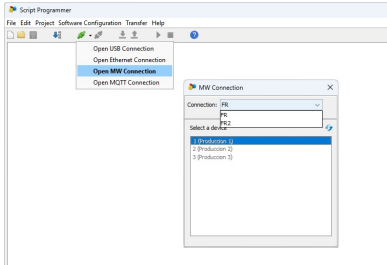 Script Programmer
File Edit Project Software Configuration Transfer Help
Open USB Connection
Open Ethernet Connection
Open MW Connection
Open MQTT Connection
MW Connection
Connection: FR
FR
FR2
Select a device
1 (Produccion 1)
2 (Produccion 2)
3 (Produccion 3)